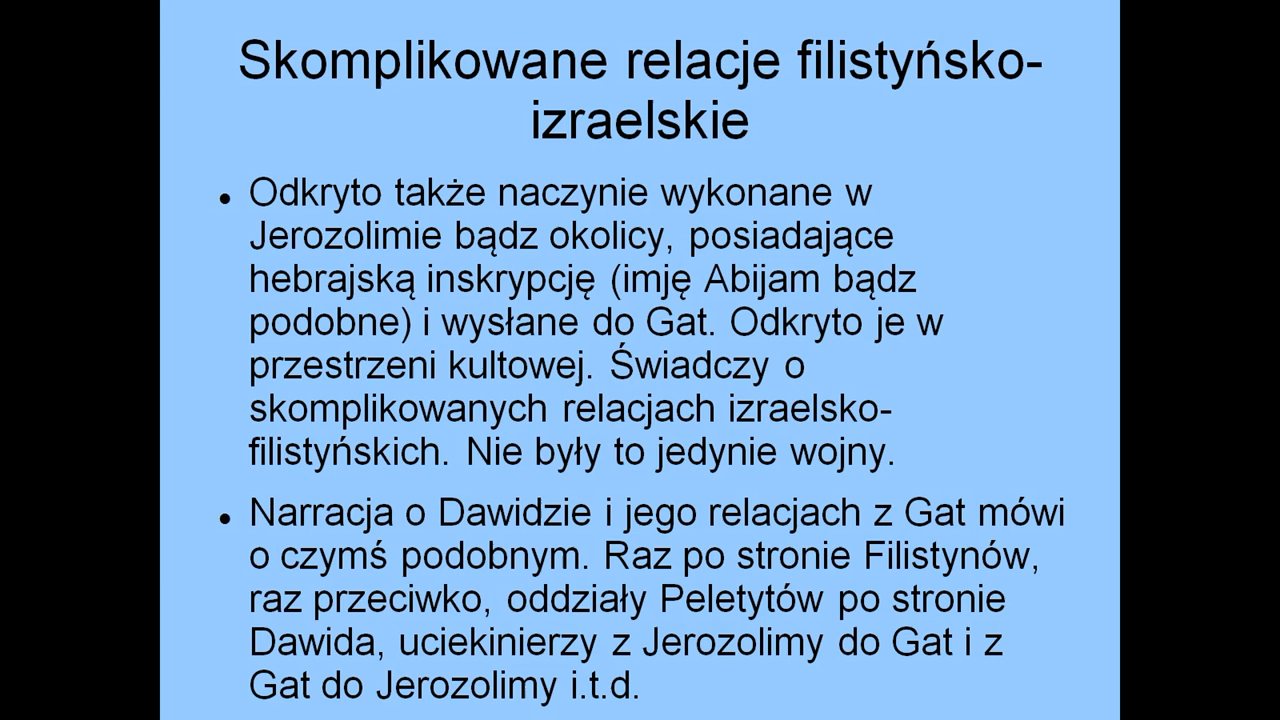 Skomplikowane relacje filistyńsko-
izraelskie
• Odkryto także naczynie wykonane w
Jerozolimie bądz okolicy, posiadające
hebrajską inskrypcję (imję Abijam bądz
podobne) i wysłane do Gat. Odkryto je w
przestrzeni kultowej. Świadczy o
skomplikowanych relacjach izraelsko-
filistyńskich. Nie były to jedynie wojny.
• Narracja o Dawidzie i jego relacjach z Gat mówi
o czymś podobnym. Raz po stronie Filistynów,
raz przeciwko, oddziały Peletytów po stronie
Dawida, uciekinierzy z Jerozolimy do Gat i z
Gat do Jerozolimy i.t.d.